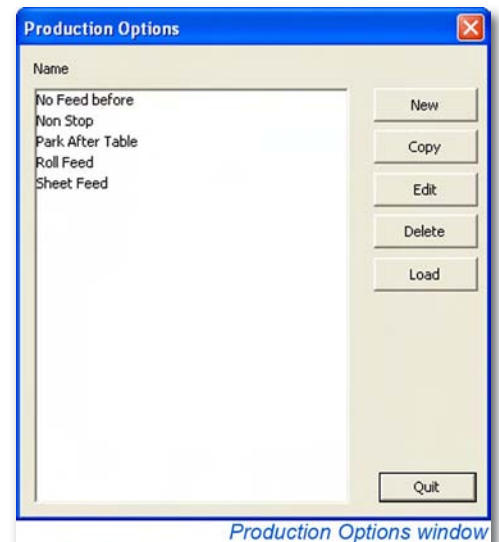 Production Options
Name
No Feed before
Non Stop
Park After Table
Roll Feed
Sheet Feed
New
Copy
Edit
Delete
Load
Quit
Production Options window